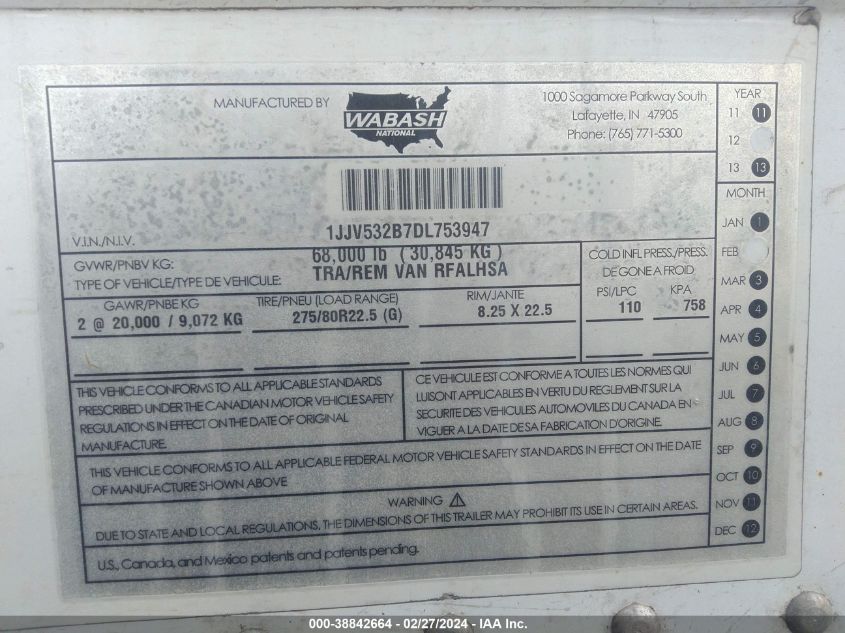 MANUFACTURED BY
WABASH
NATIONAL
1000 Sagamore Parkway South
Lafayette, IN 47905
Phone: (765) 771-5300
YEAR
11 11
12
13 13
MONTH
JAN 1
FEB
MAR 3
APR 4
MAY 5
JUN 6
JUL 7
AUG 8
SEP 9
OCT 10
NOV 11
DEC 12
V.I.N./N.I.V. 1JJV532B7DL753947
GVWR/PNBV KG: 68,000 lb ( 30,845 KG )
TYPE OF VEHICLE/TYPE DE VEHICULE: TRA/REM VAN RFALHSA
COLD INFL PRESS./PRESS.
DE GONE A FROID
GAWR/PNBE KG TIRE/PNEU (LOAD RANGE) RIM/JANTE PSI/LPC KPA
2 @ 20,000 / 9,072 KG 275/80R22.5 (G) 8.25 X 22.5 110 758
THIS VEHICLE CONFORMS TO ALL APPLICABLE STANDARDS
PRESCRIBED UNDER THE CANADIAN MOTOR VEHICLE SAFETY
REGULATIONS IN EFFECT ON THE DATE OF ORIGINAL
MANUFACTURE.
CE VEHICULE EST CONFORME A TOUTES LES NORMES QUI
LUISONT APPLICABLES EN VERTU DU REGLEMENT SUR LA
SECURITE DES VEHICULES AUTOMOVILES DU CANADA EN
VIGUER A LA DATE DE SA FABRICATION D'ORIGINE.
THIS VEHICLE CONFORMS TO ALL APPLICABLE FEDERAL MOTOR VEHICLE SAFETY STANDARDS IN EFFECT ON THE DATE
OF MANUFACTURE SHOWN ABOVE
WARNING
DUE TO STATE AND LOCAL REGULATIONS, THE DIMENSIONS OF THIS TRAILER MAY PROHIBIT ITS USE IN CERTAIN AREAS.
U.S., Canada, and Mexico patents and patents pending.
000-38842664 - 02/27/2024 - IAA Inc.